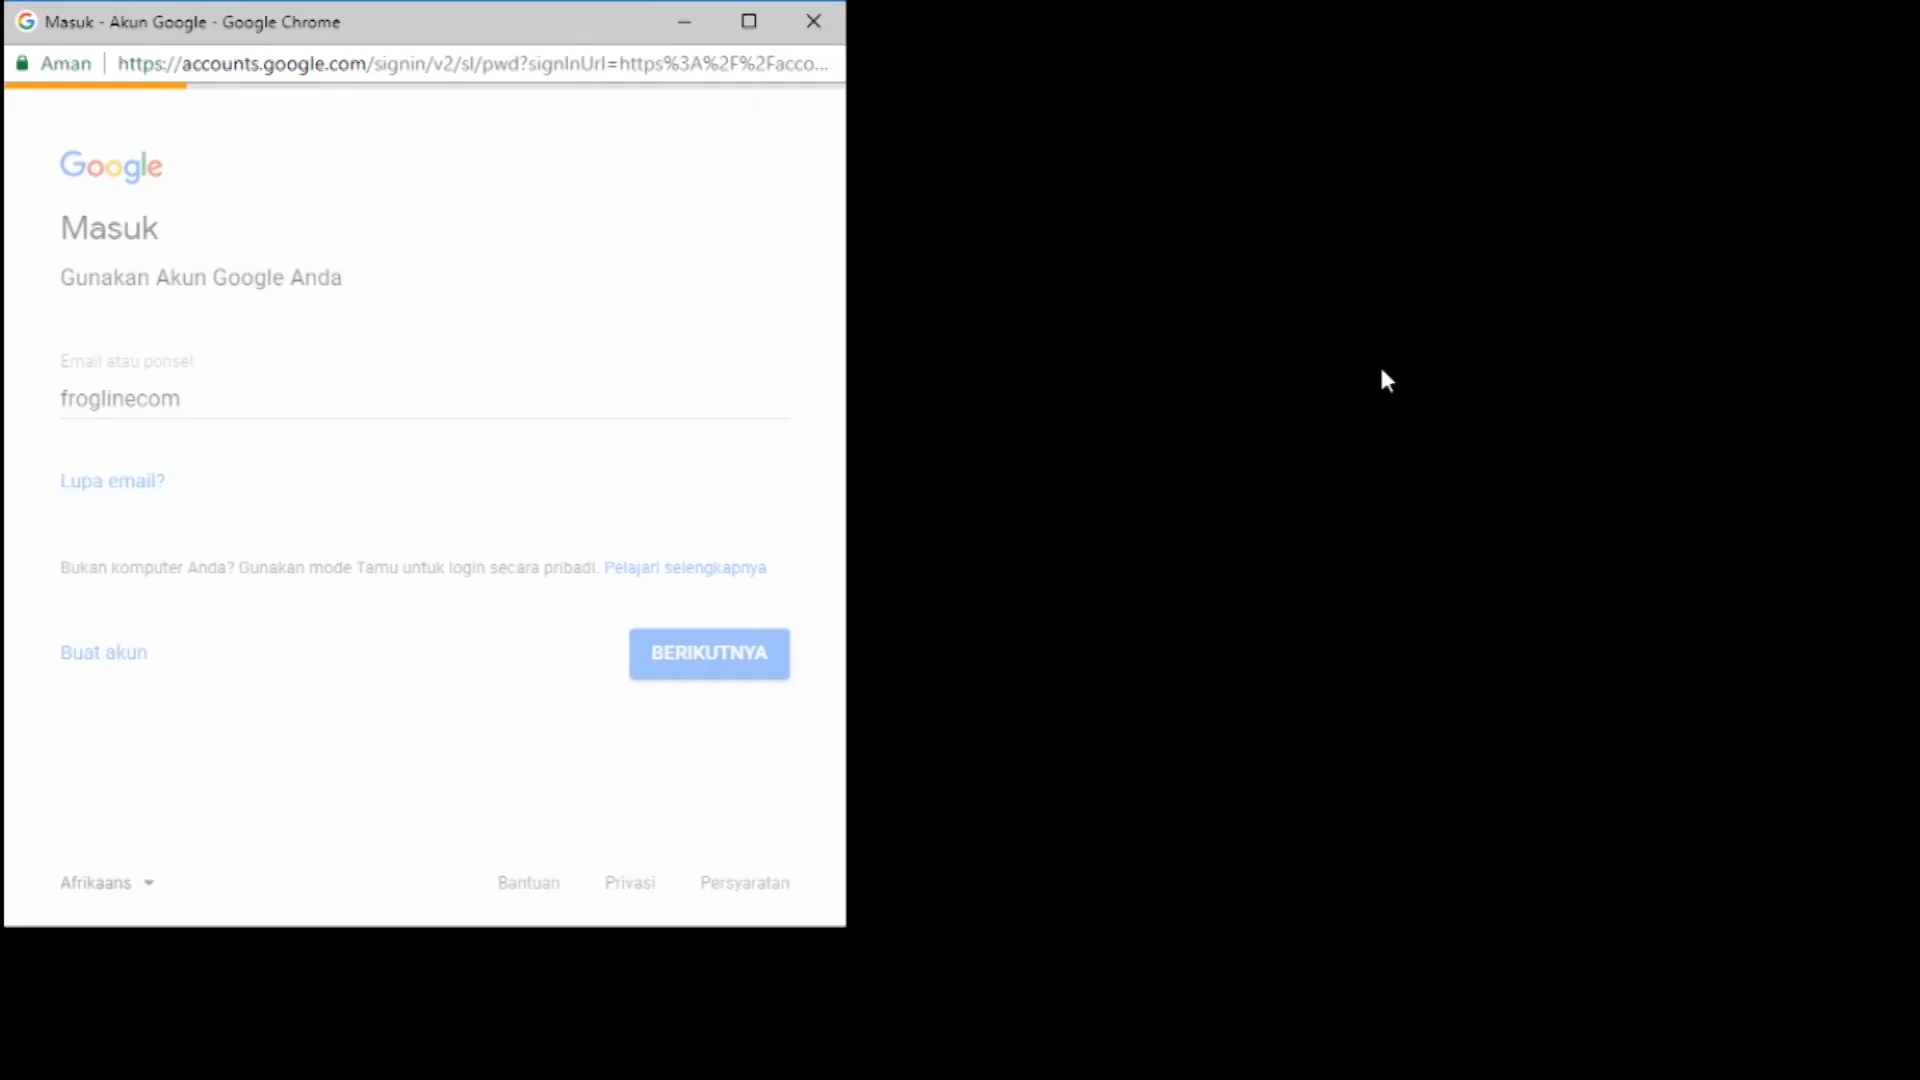 Masuk - Akun Google - Google Chrome
Aman https://accounts.google.com/signin/v2/sl/pwd?signInUrl=https%3A%2F%2Facco...
Google
Masuk
Gunakan Akun Google Anda
Email atau ponsel
froglinecom
Lupa email?
Bukan komputer Anda? Gunakan mode Tamu untuk login secara pribadi. Pelajari selengkapnya
Buat akun BERIKUTNYA
Afrikaans Bantuan Privasi Persyaratan